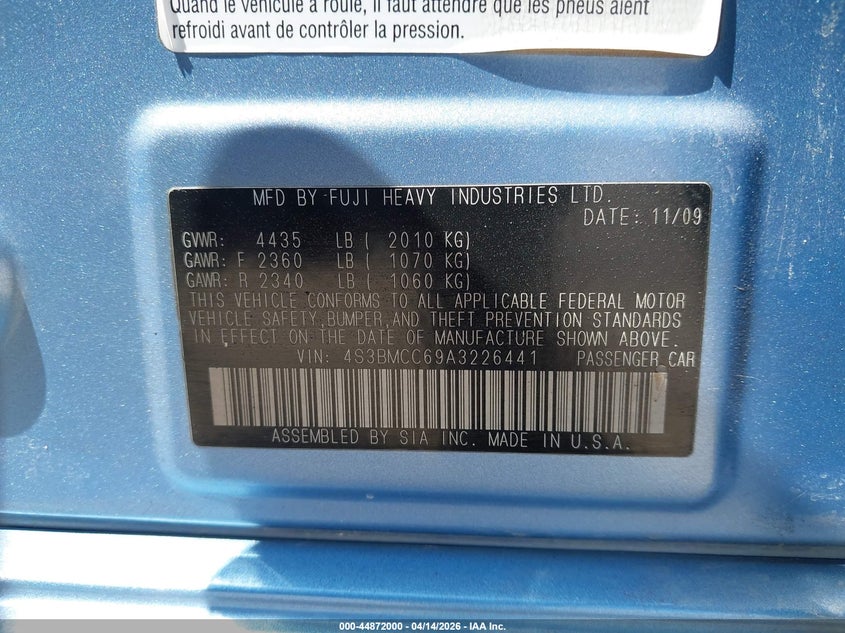 Quand le véhicule a roulé, il faut attendre que les pneus aient
refroidi avant de contrôler la pression.
MFD BY FUJI HEAVY INDUSTRIES LTD.
DATE: 11/09
GVWR: 4435 LB ( 2010 KG)
GAWR: F 2360 LB ( 1070 KG)
GAWR: R 2340 LB ( 1060 KG)
THIS VEHICLE CONFORMS TO ALL APPLICABLE FEDERAL MOTOR
VEHICLE SAFETY,BUMPER,AND THEFT PREVENTION STANDARDS
IN EFFECT ON THE DATE OF MANUFACTURE SHOWN ABOVE.
VIN: 4S3BMCC69A3226441 PASSENGER CAR
ASSEMBLED BY SIA INC. MADE IN U.S.A.
000-44872000 - 04/14/2026 - IAA Inc.